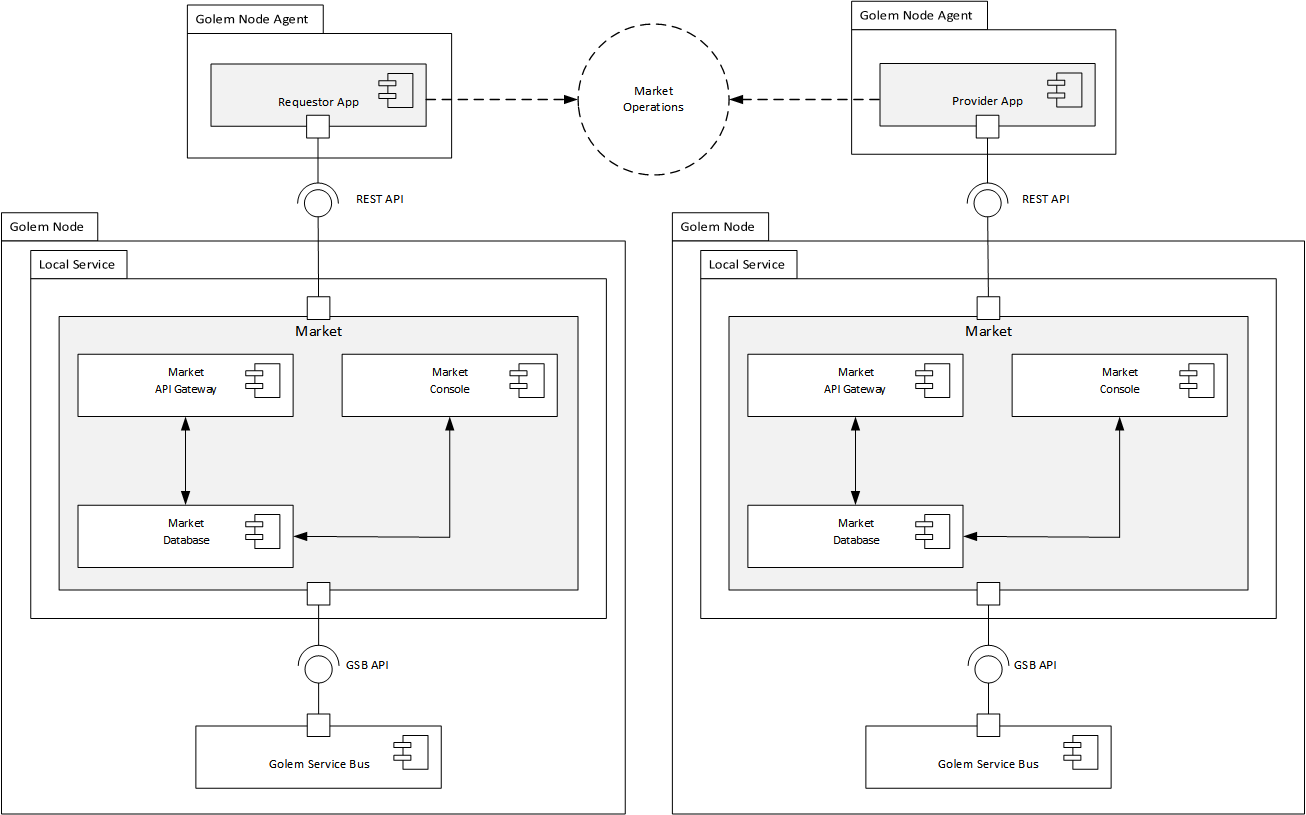 Golem Node Agent
Requestor App
Market
Operations
Golem Node Agent
Provider App
REST API
REST API
Golem Node
Local Service
Market
Market
API Gateway
Market
Console
Market
Database
GSB API
Golem Service Bus
Golem Node
Local Service
Market
Market
API Gateway
Market
Console
Market
Database
GSB API
Golem Service Bus